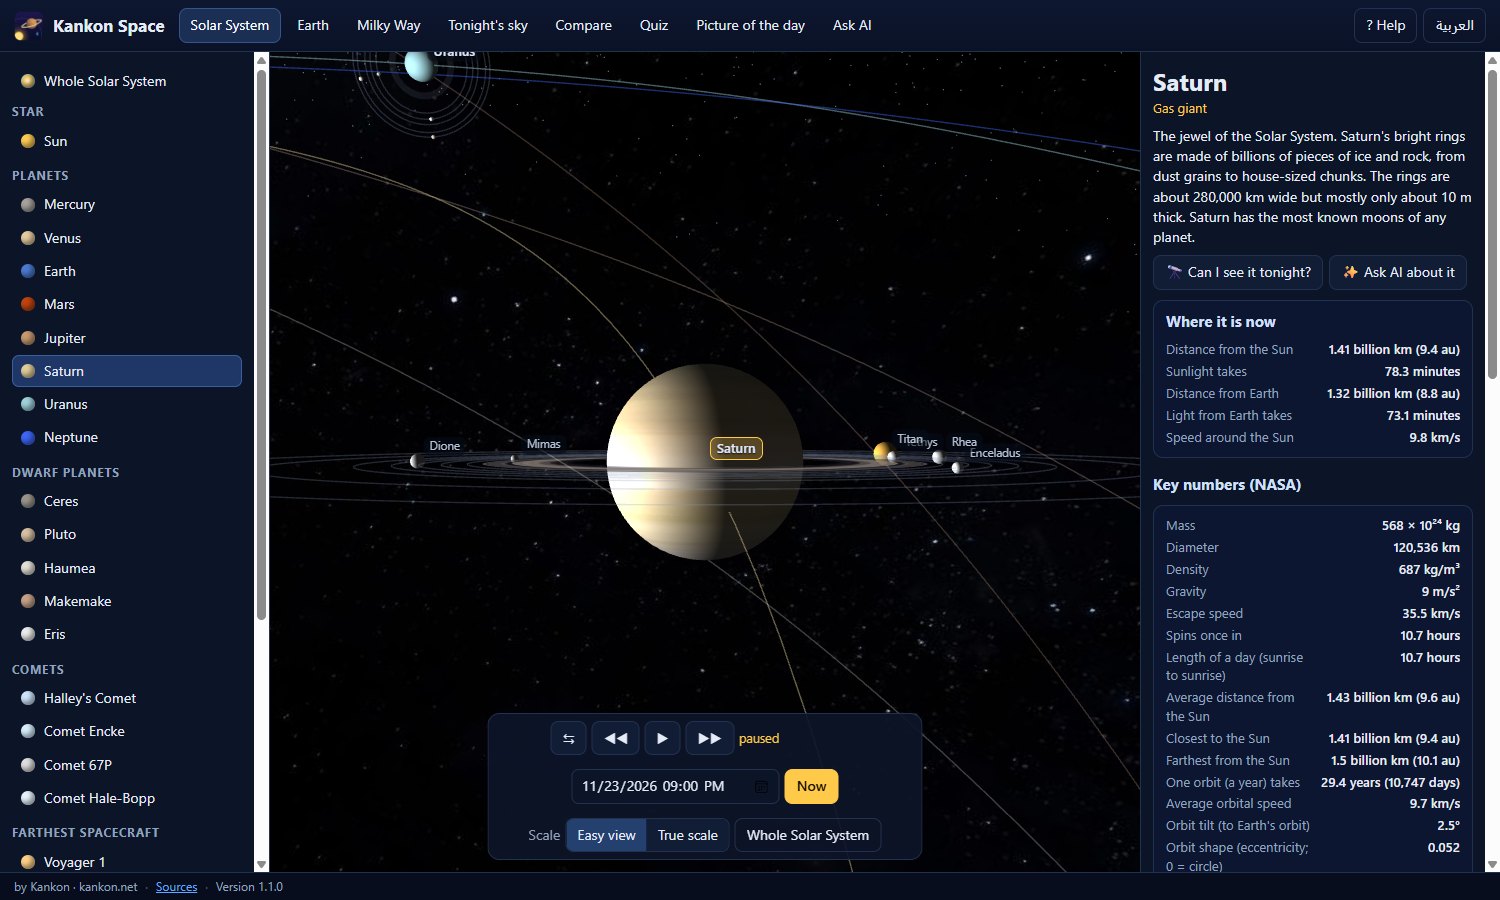 Kankon Space
Solar System
Earth
Milky Way
Tonight's sky
Compare
Quiz
Picture of the day
Ask AI
? Help
العربية
Whole Solar System
STAR
Sun
PLANETS
Mercury
Venus
Earth
Mars
Jupiter
Saturn
Uranus
Neptune
DWARF PLANETS
Ceres
Pluto
Haumea
Makemake
Eris
COMETS
Halley's Comet
Comet Encke
Comet 67P
Comet Hale-Bopp
FARTHEST SPACECRAFT
Voyager 1
Uranus
Dione
Mimas
Saturn
Titan
Rhea
Enceladus
paused
11/23/2026 09:00 PM
Now
Scale
Easy view
True scale
Whole Solar System
Saturn
Gas giant
The jewel of the Solar System. Saturn's bright rings
are made of billions of pieces of ice and rock, from
dust grains to house-sized chunks. The rings are
about 280,000 km wide but mostly only about 10 m
thick. Saturn has the most known moons of any
planet.
Can I see it tonight?
Ask AI about it
Where it is now
Distance from the Sun 1.41 billion km (9.4 au)
Sunlight takes 78.3 minutes
Distance from Earth 1.32 billion km (8.8 au)
Light from Earth takes 73.1 minutes
Speed around the Sun 9.8 km/s
Key numbers (NASA)
Mass 568 × 10²⁴ kg
Diameter 120,536 km
Density 687 kg/m³
Gravity 9 m/s²
Escape speed 35.5 km/s
Spins once in 10.7 hours
Length of a day (sunrise 10.7 hours
to sunrise)
Average distance from 1.43 billion km (9.6 au)
the Sun
Closest to the Sun 1.41 billion km (9.4 au)
Farthest from the Sun 1.5 billion km (10.1 au)
One orbit (a year) takes 29.4 years (10,747 days)
Average orbital speed 9.7 km/s
Orbit tilt (to Earth's orbit) 2.5°
Orbit shape (eccentricity; 0.052
0 = circle)
by Kankon · kankon.net · Sources · Version 1.1.0